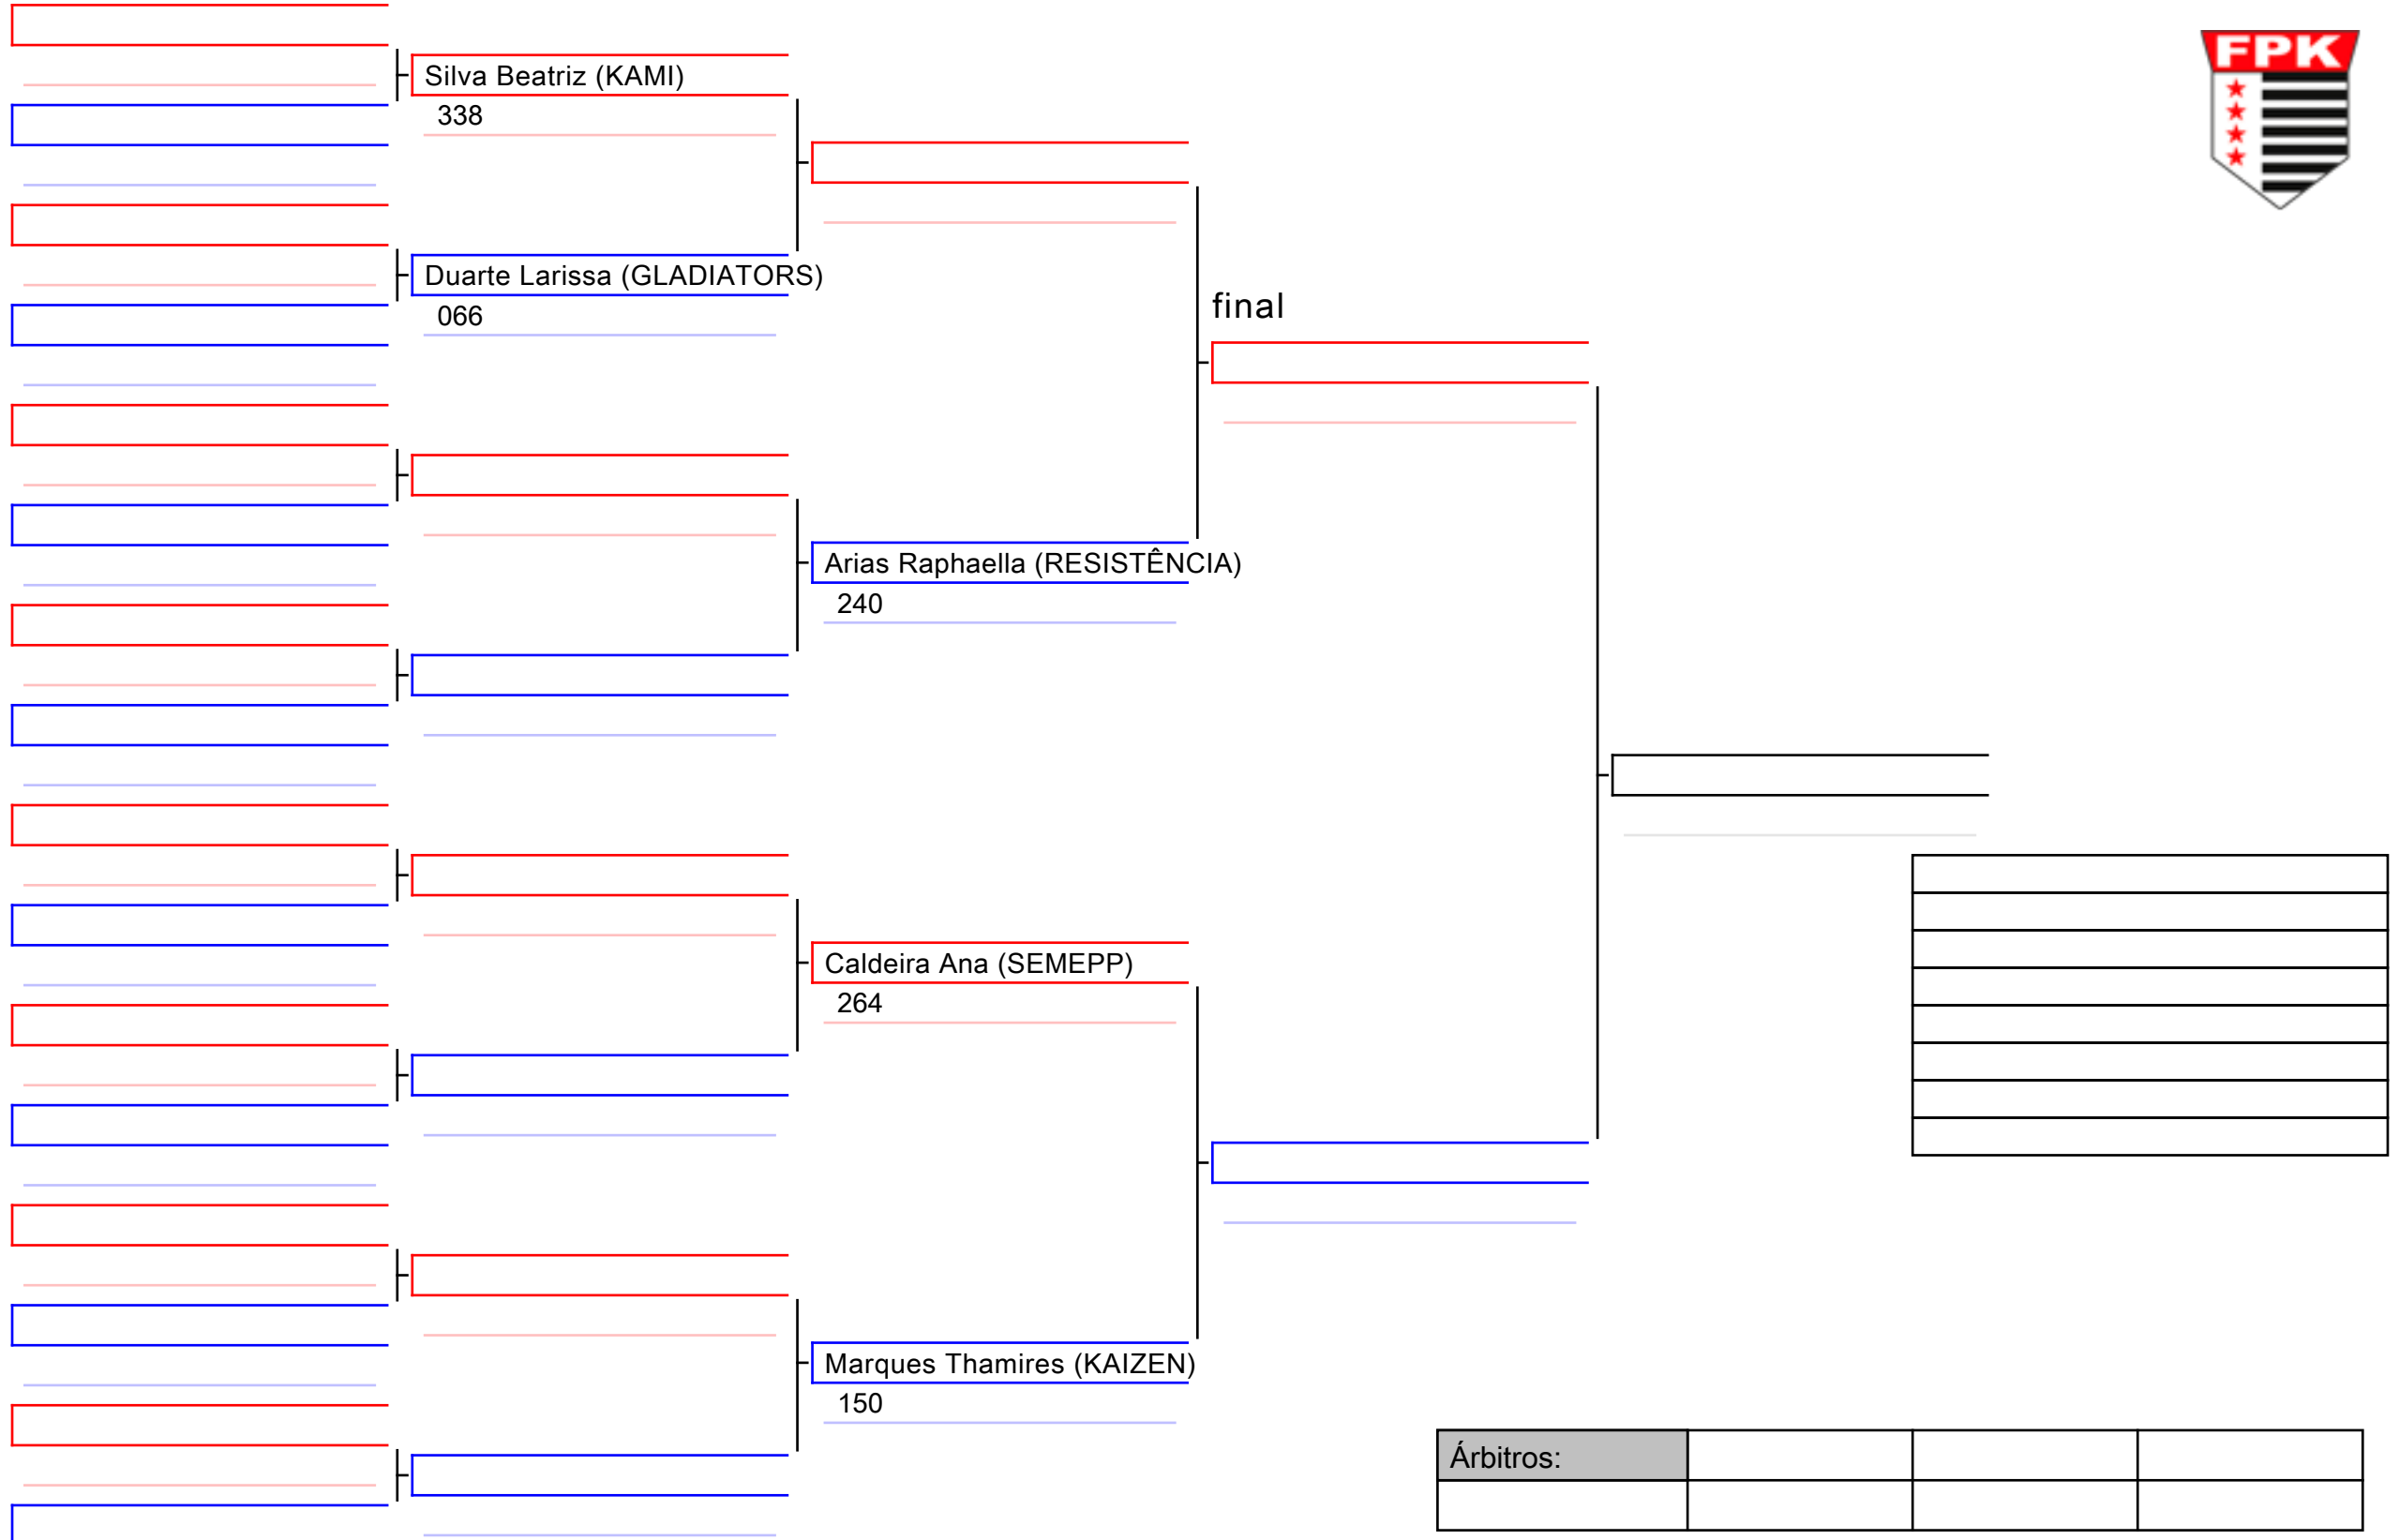 FPK
Silva Beatriz (KAMI)
338
Duarte Larissa (GLADIATORS)
066
final
Arias Raphaella (RESISTÊNCIA)
240
Caldeira Ana (SEMEPP)
264
Marques Thamires (KAIZEN)
150
Árbitros: